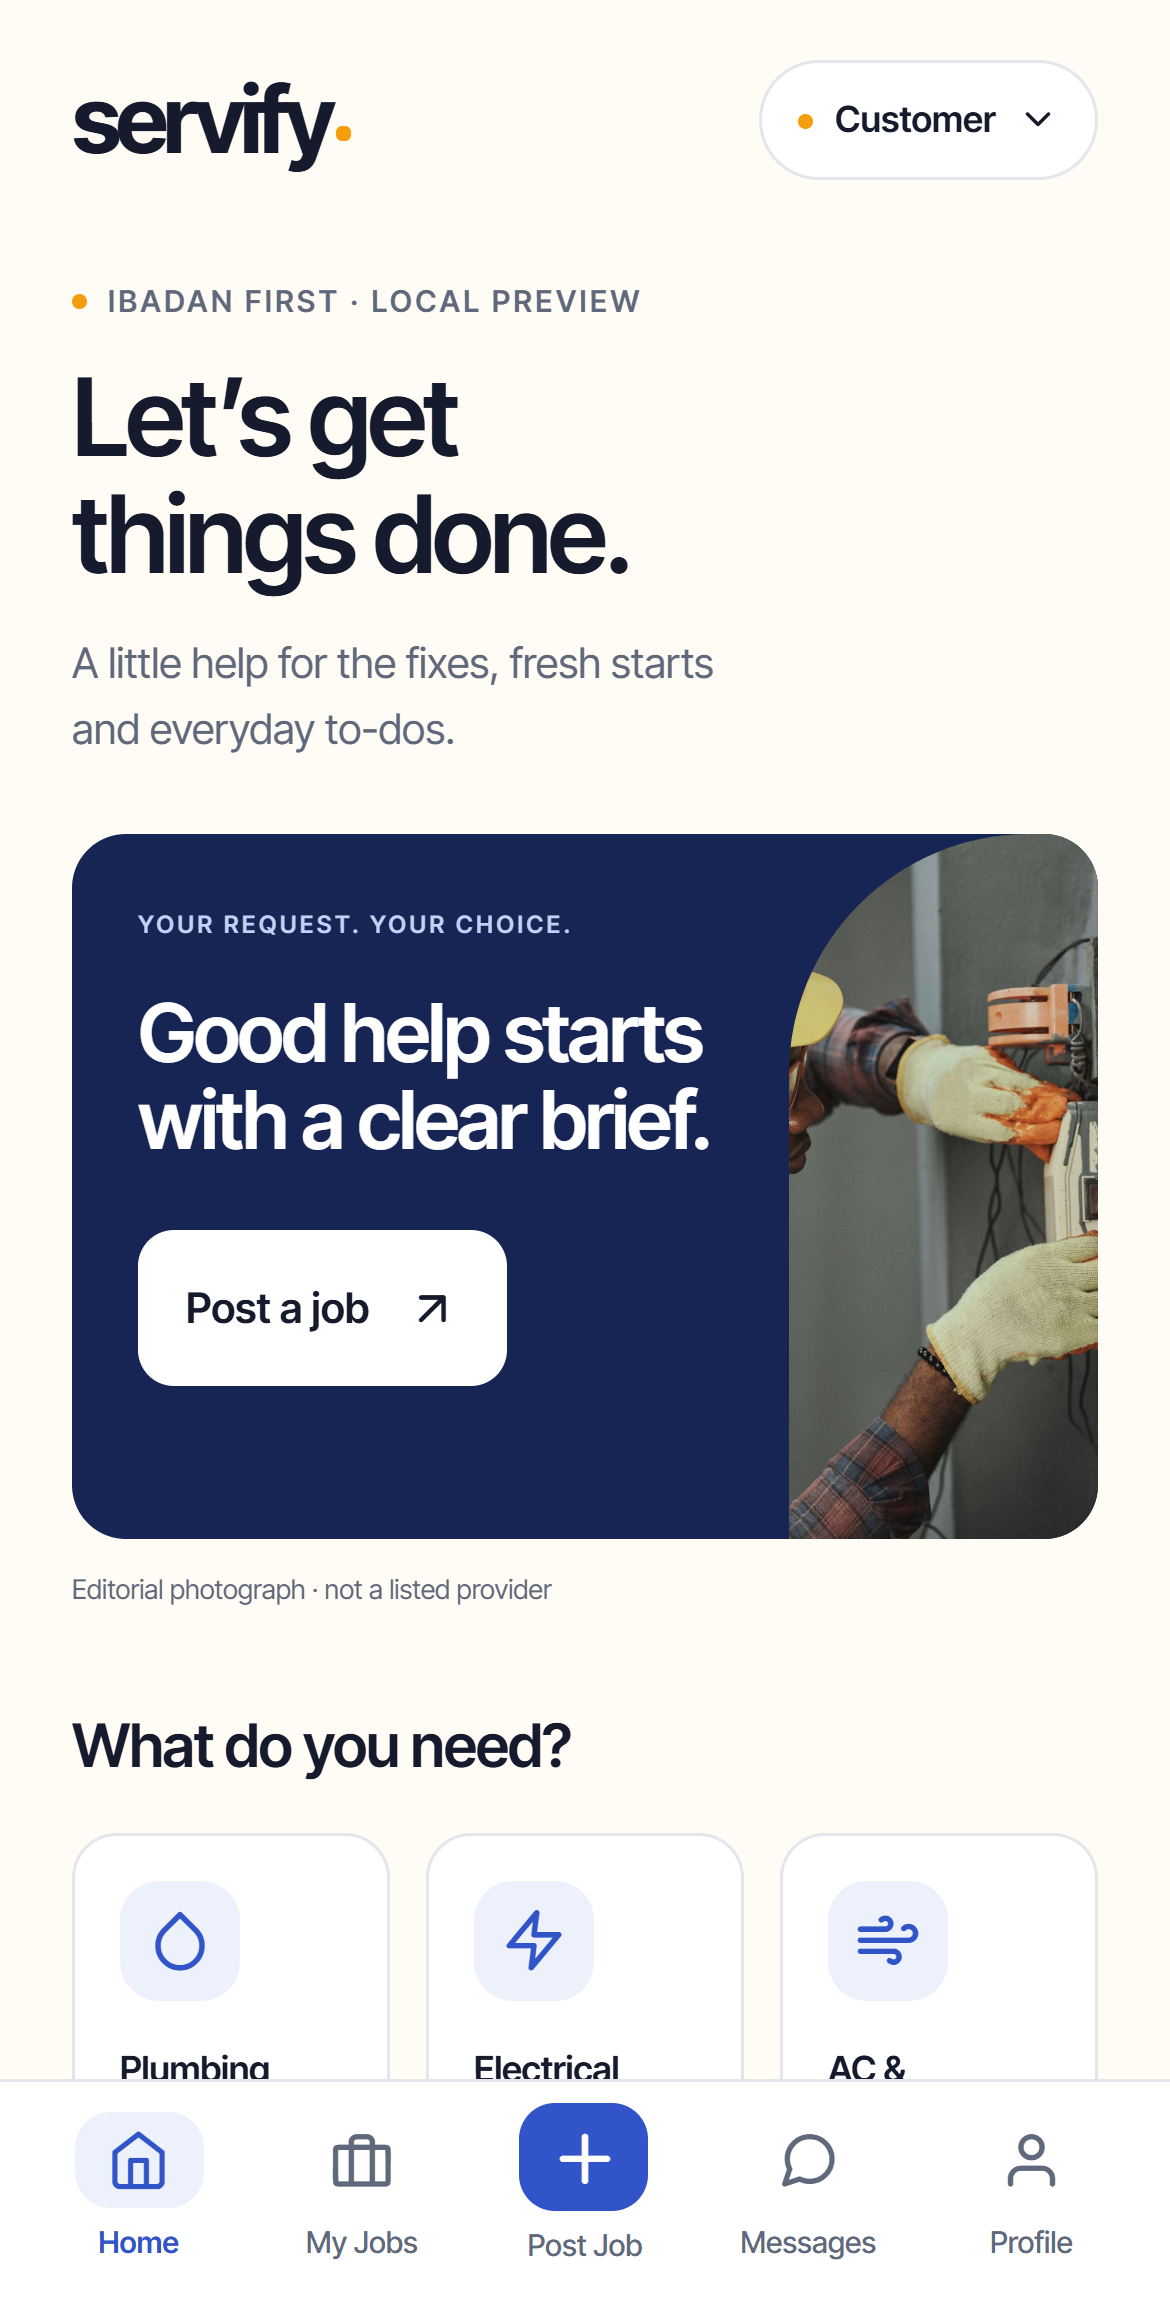 servify.
Customer
IBADAN FIRST · LOCAL PREVIEW
Let’s get
things done.
A little help for the fixes, fresh starts
and everyday to-dos.
YOUR REQUEST. YOUR CHOICE.
Good help starts
with a clear brief.
Post a job
Editorial photograph · not a listed provider
What do you need?
Plumbing
Electrical
AC &
Home
My Jobs
Post Job
Messages
Profile